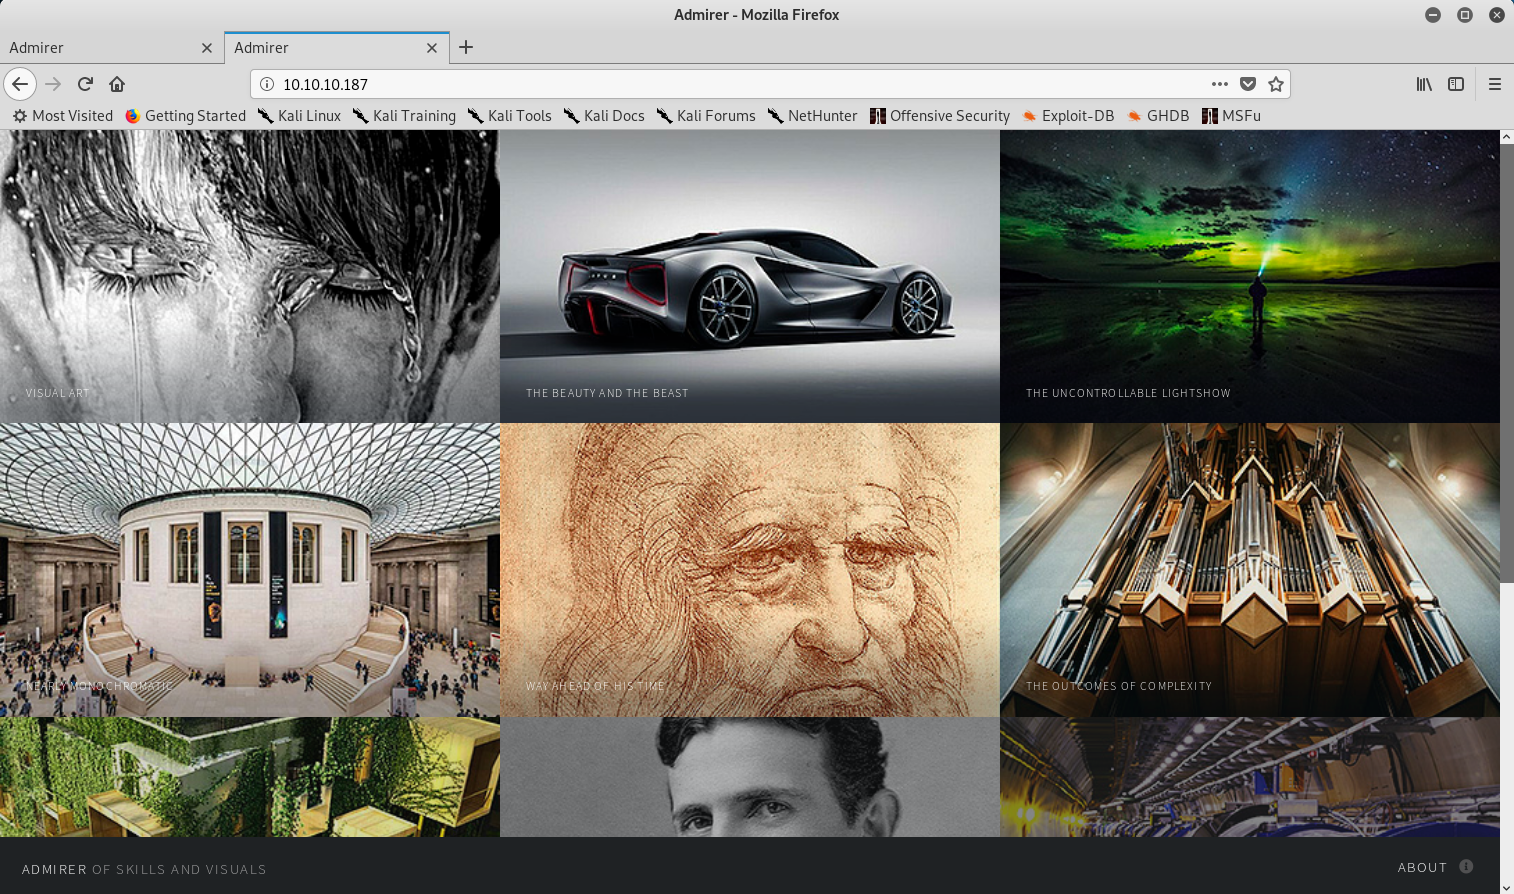 Admirer - Mozilla Firefox
Admirer
Admirer
10.10.10.187
Most Visited Getting Started Kali Linux Kali Training Kali Tools Kali Docs Kali Forums NetHunter Offensive Security Exploit-DB GHDB MSFu
VISUAL ART
THE BEAUTY AND THE BEAST
THE UNCONTROLLABLE LIGHTSHOW
NEARLY MONOCHROMATIC
WAY AHEAD OF HIS TIME
THE OUTCOMES OF COMPLEXITY
ADMIRER OF SKILLS AND VISUALS
ABOUT